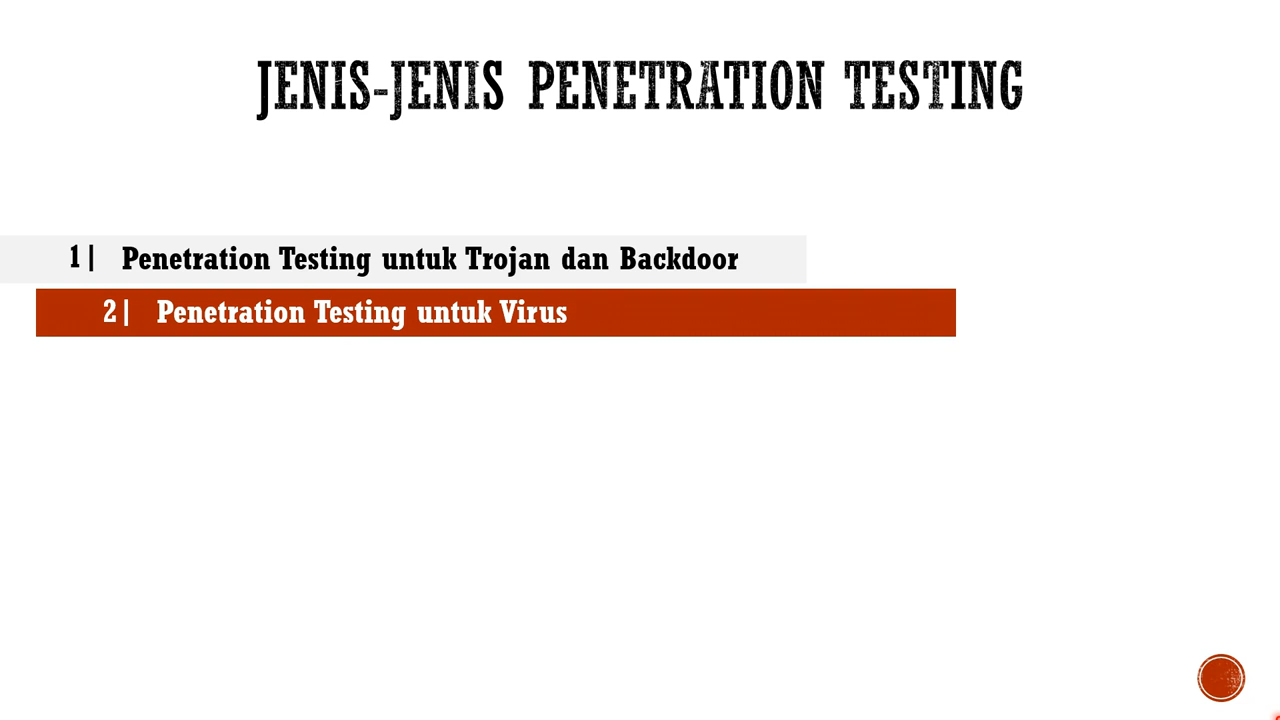 JENIS-JENIS PENETRATION TESTING
1| Penetration Testing untuk Trojan dan Backdoor
2| Penetration Testing untuk Virus